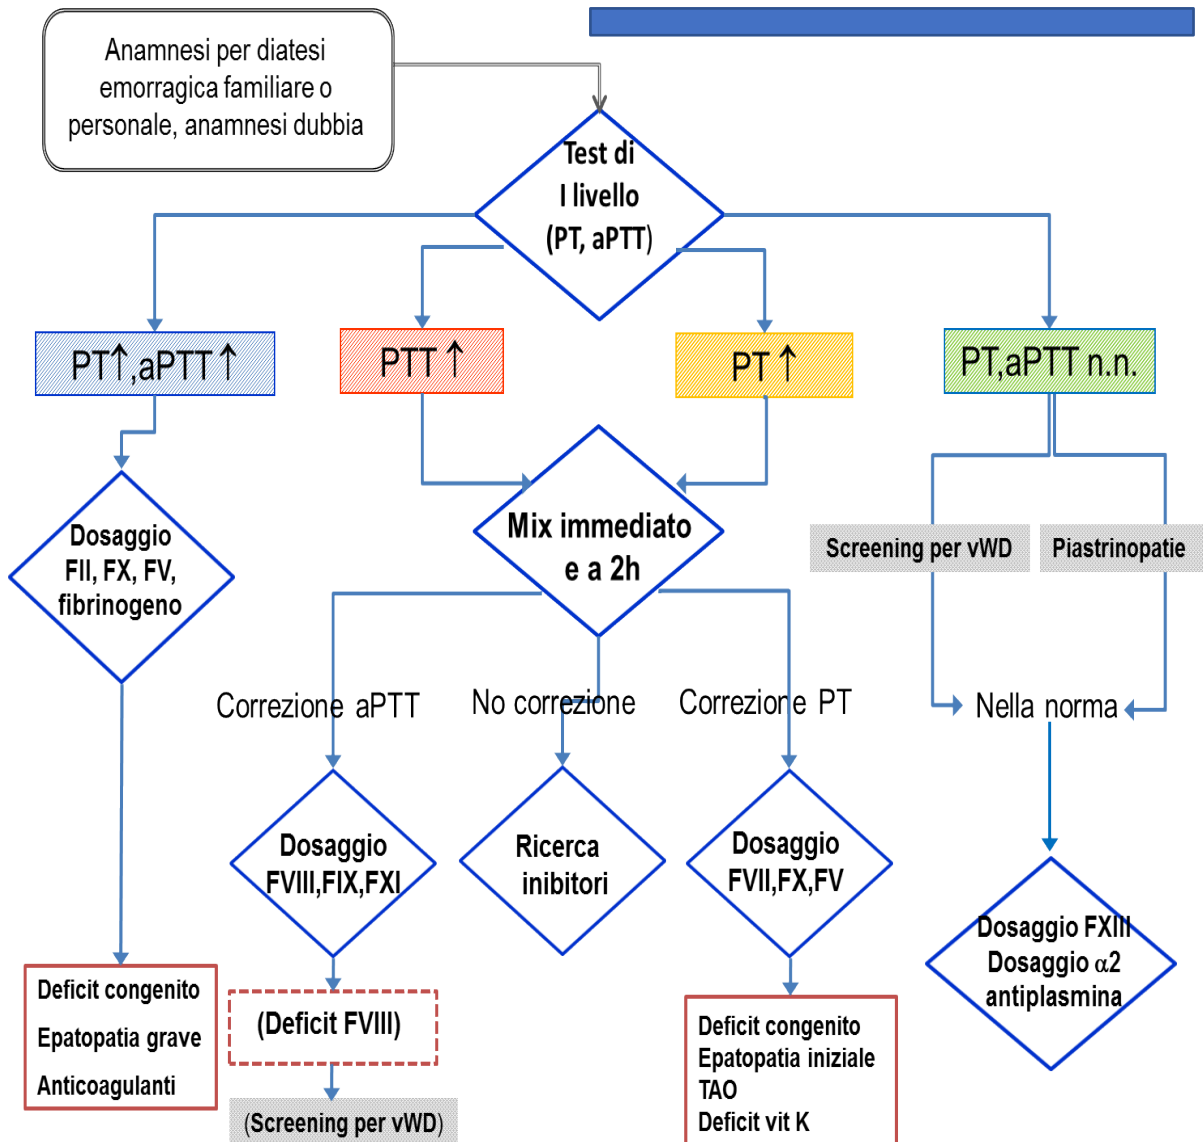 Anamnesi per diatesi
emorragica familiare o
personale, anamnesi dubbia
Test di
I livello
(PT, aPTT)
PT↑,aPTT ↑
PTT ↑
PT ↑
PT,aPTT n.n.
Dosaggio
FII, FX, FV,
fibrinogeno
Mix immediato
e a 2h
Screening per vWD
Piastrinopatie
Correzione aPTT
No correzione
Correzione PT
Nella norma
Dosaggio
FVIII,FIX,FXI
Ricerca
inibitori
Dosaggio
FVII,FX,FV
Dosaggio FXIII
Dosaggio α2
antiplasmina
Deficit congenito
Epatopatia grave
Anticoagulanti
(Deficit FVIII)
(Screening per vWD)
Deficit congenito
Epatopatia iniziale
TAO
Deficit vit K